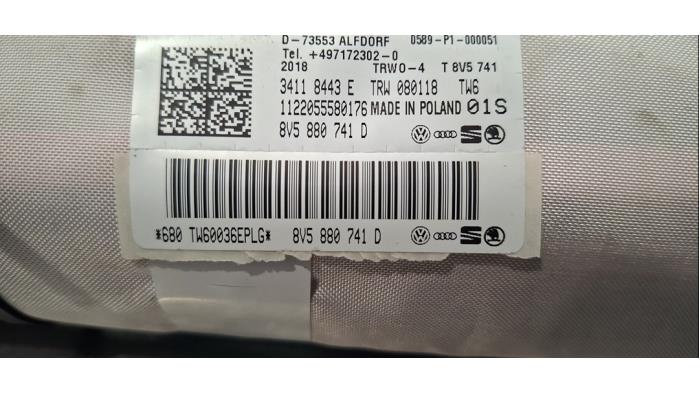 D-73553 ALFDORF 0589-P1-000051
Tel. +497172302-0
2018 TRWO-4 T 8V5 741
3411 8443 E TRW 080118 TW6
1122055580176 MADE IN POLAND 01S
8V5 880 741 D
*680 TW60036EPLG* 8V5 880 741 D